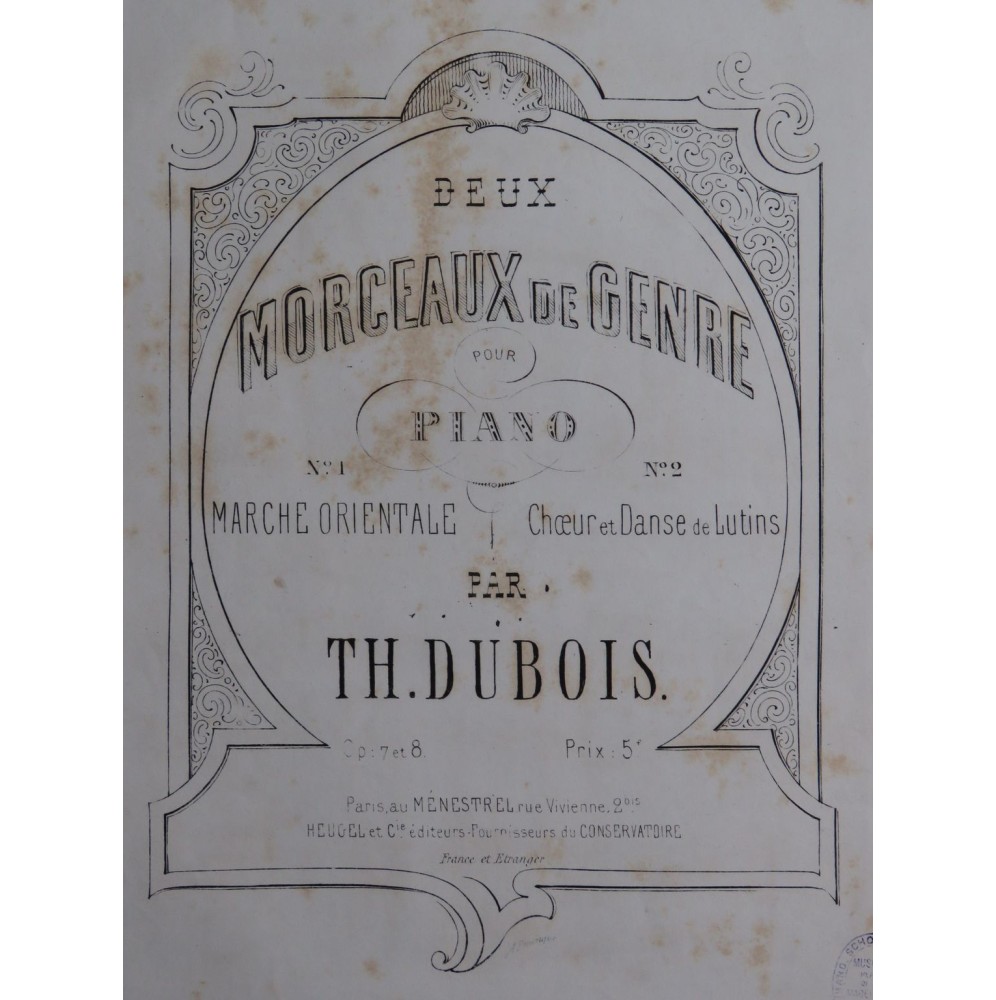 DEUX
MORCEAUX DE GENRE
POUR
PIANO
No. 1 No. 2
MARCHE ORIENTALE Chœur et Danse de Lutins
PAR
TH. DUBOIS.
Op: 7 et 8. Prix: 5f
Paris, au MÉNESTREL rue Vivienne, 2bis
HEUGEL et Cie éditeurs-Fournisseurs du CONSERVATOIRE
France et Etranger